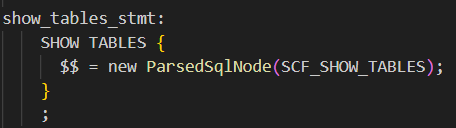 show_tables_stmt:
    SHOW TABLES {
      $$ = new ParsedSqlNode(SCF_SHOW_TABLES);
    }
    ;